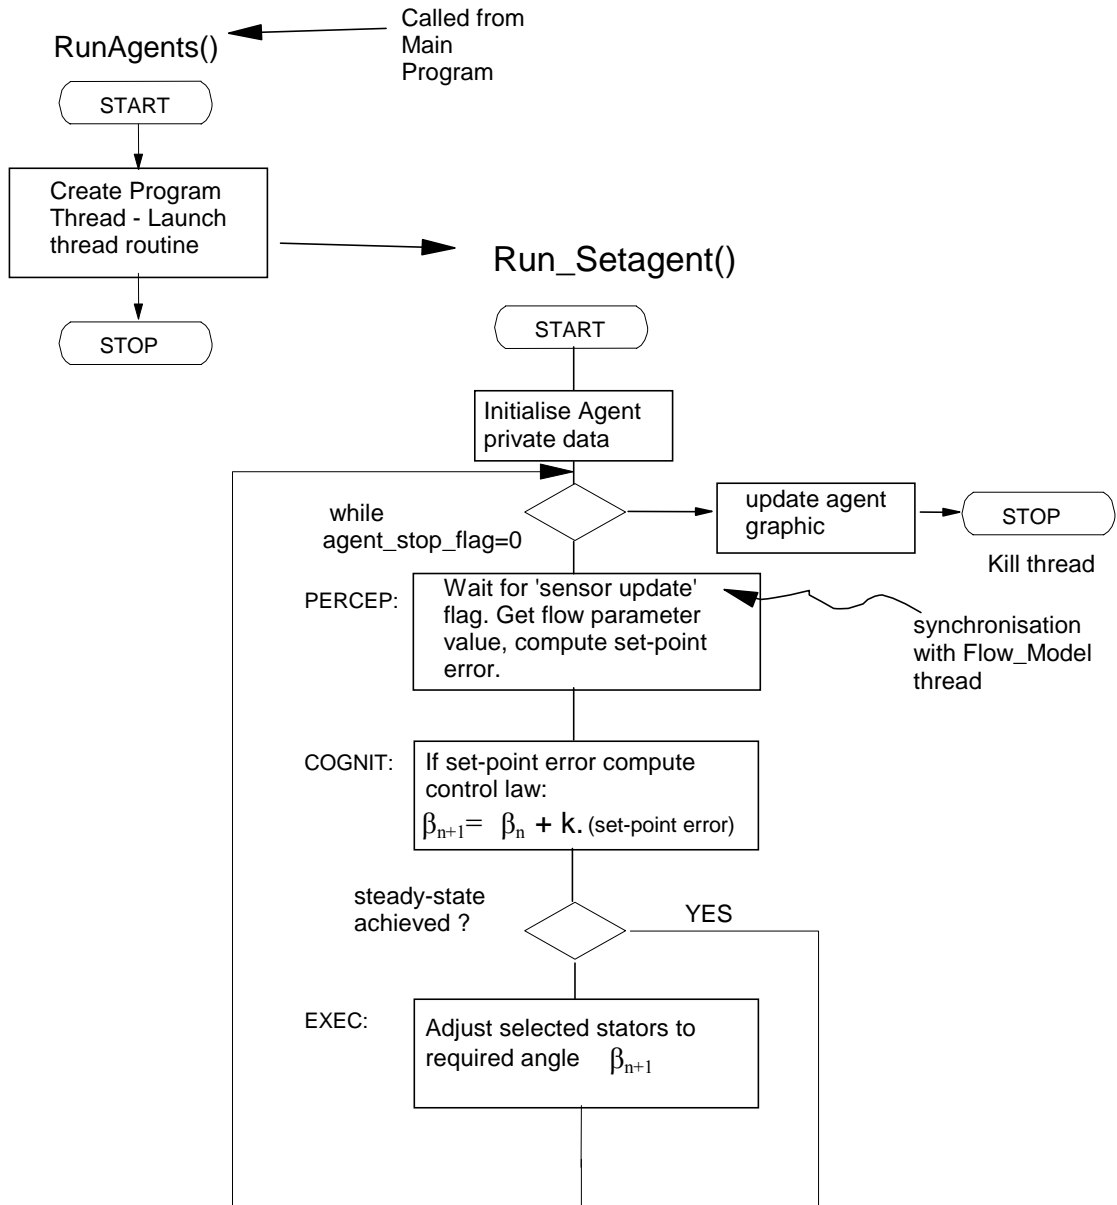 Called from
Main
Program
RunAgents()
START
Create Program
Thread - Launch
thread routine
STOP
Run_Setagent()
START
Initialise Agent
private data
while
agent_stop_flag=0
update agent
graphic
STOP
Kill thread
PERCEP:
Wait for 'sensor update'
flag. Get flow parameter
value, compute set-point
error.
synchronisation
with Flow_Model
thread
COGNIT:
If set-point error compute
control law:
βn+1= βn + k. (set-point error)
steady-state
achieved ?
YES
EXEC:
Adjust selected stators to
required angle βn+1